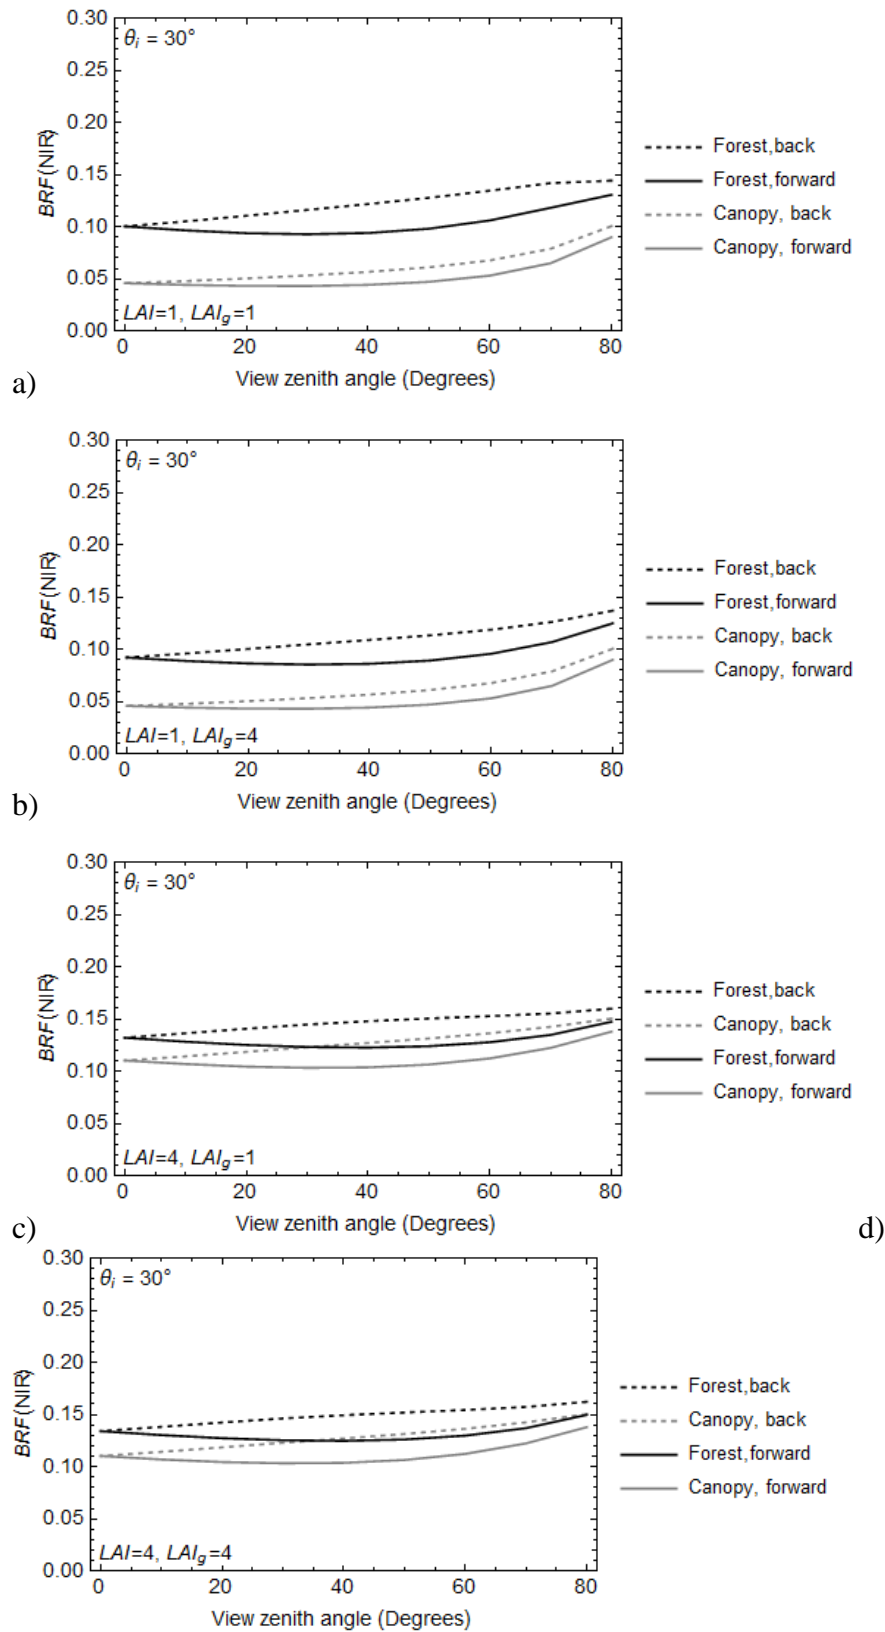 0.30
θi = 30°
0.25
0.20
0.15
0.10
0.05
0.00
BRF(NIR)
LAI=1, LAIg=1
0 20 40 60 80
View zenith angle (Degrees)
Forest,back
Forest,forward
Canopy, back
Canopy, forward
a)
0.30
θi = 30°
0.25
0.20
0.15
0.10
0.05
0.00
BRF(NIR)
LAI=1, LAIg=4
0 20 40 60 80
View zenith angle (Degrees)
Forest,back
Forest,forward
Canopy, back
Canopy, forward
b)
0.30
θi = 30°
0.25
0.20
0.15
0.10
0.05
0.00
BRF(NIR)
LAI=4, LAIg=1
0 20 40 60 80
View zenith angle (Degrees)
Forest,back
Canopy, back
Forest,forward
Canopy, forward
c) d)
0.30
θi = 30°
0.25
0.20
0.15
0.10
0.05
0.00
BRF(NIR)
LAI=4, LAIg=4
0 20 40 60 80
View zenith angle (Degrees)
Forest,back
Canopy, back
Forest,forward
Canopy, forward